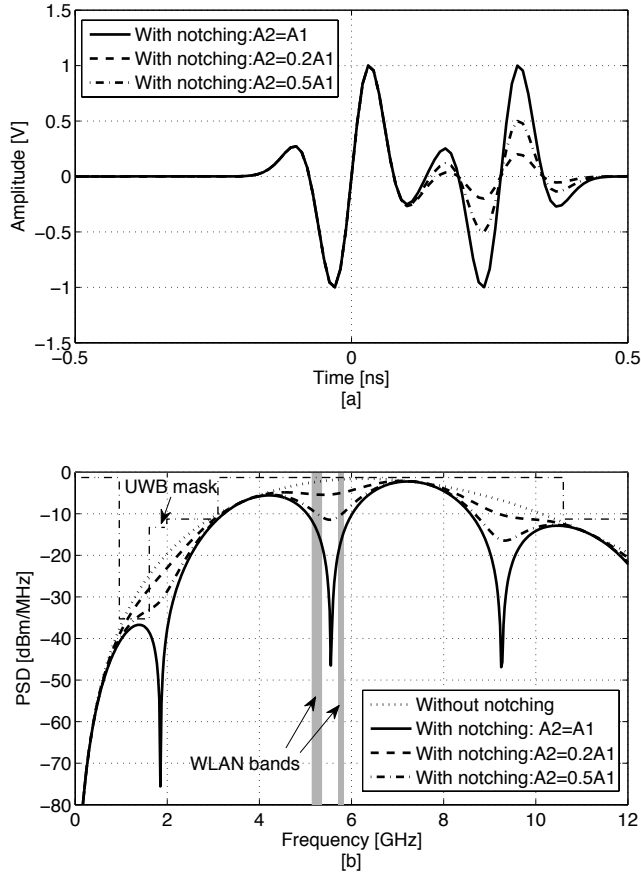 1.5
1
0.5
0
−0.5
−1
−1.5
Amplitude [V]
With notching:A2=A1
With notching:A2=0.2A1
With notching:A2=0.5A1
−0.5
0
0.5
Time [ns]
[a]
0
−10
−20
−30
−40
−50
−60
−70
−80
PSD [dBm/MHz]
UWB mask
WLAN bands
Without notching
With notching: A2=A1
With notching:A2=0.2A1
With notching:A2=0.5A1
0
2
4
6
8
10
12
Frequency [GHz]
[b]